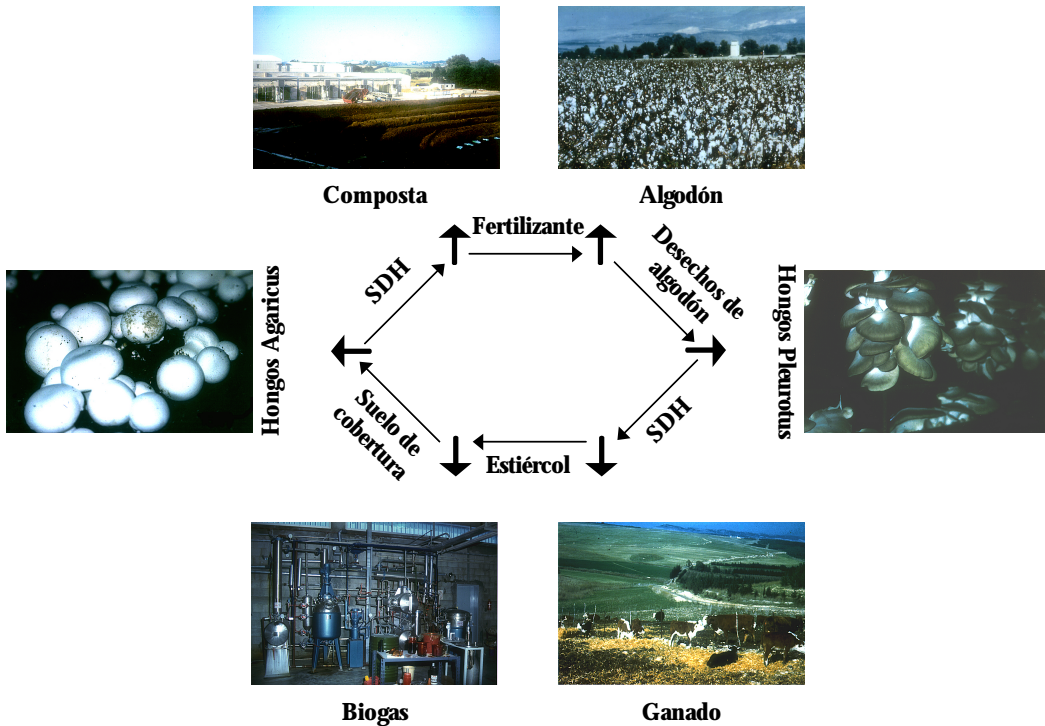 Composta
Algodón
Fertilizante
SDH
Desechos de
algodón
Hongos Agaricus
Hongos Pleurotus
Suelo de
cobertura
SDH
Estiércol
Biogas
Ganado